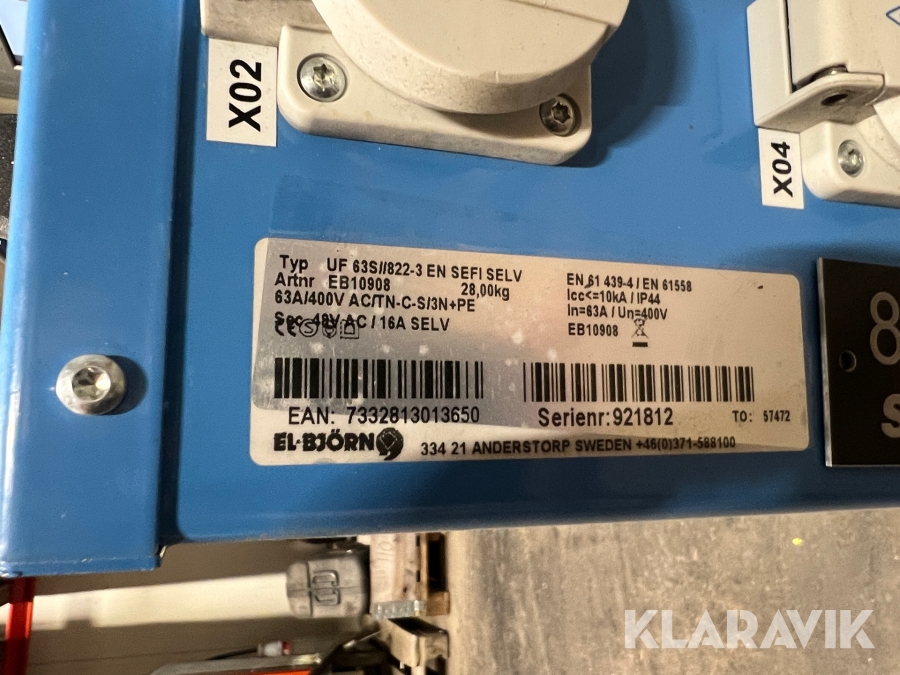 X02
X04
Typ UF 63S//822-3 EN SEFI SELV
Artnr EB10908 28,00kg
63A/400V AC/TN-C-S/3N+PE
Sec 48V AC / 16A SELV
EN 61 439-4 / EN 61558
Icc<=10kA / IP44
In=63A / Un=400V
EB10908
EAN: 7332813013650
Serienr: 921812
TO: 57472
EL-BJÖRN
334 21 ANDERSTORP SWEDEN +46(0)371-588100
8
S
KLARAVIK